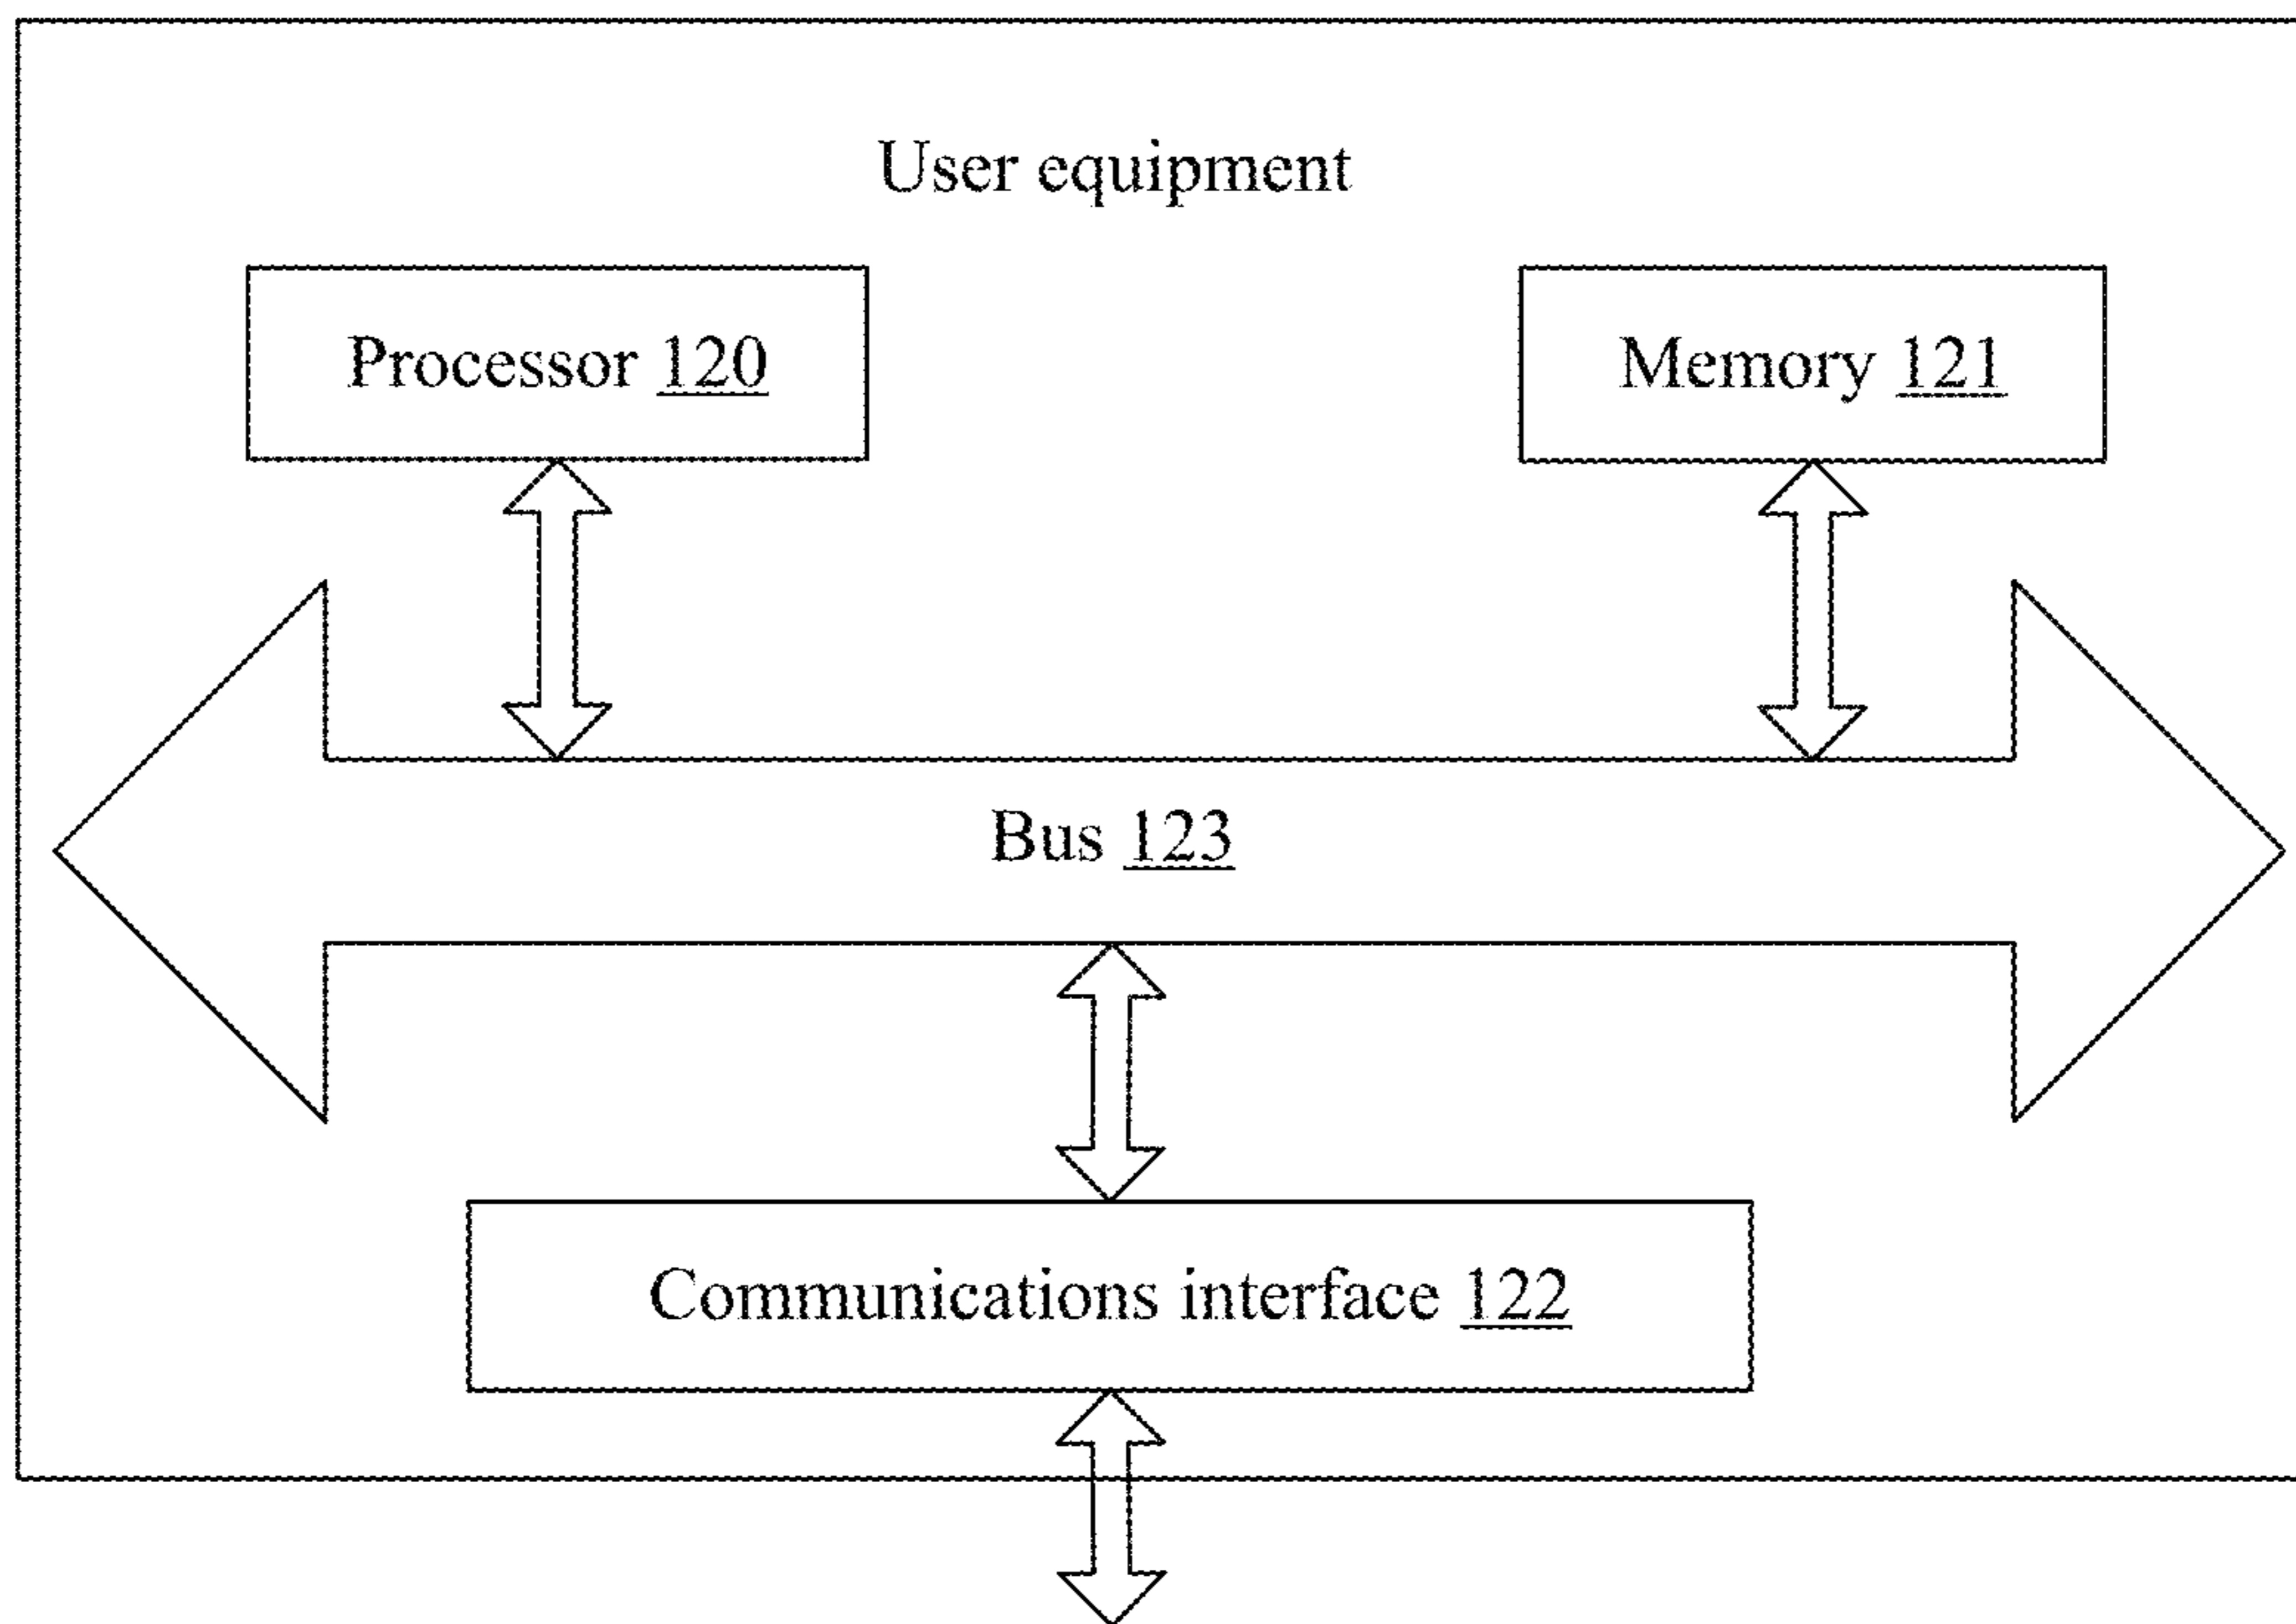 User equipment
Processor 120
Memory 121
Bus 123
Communications interface 122